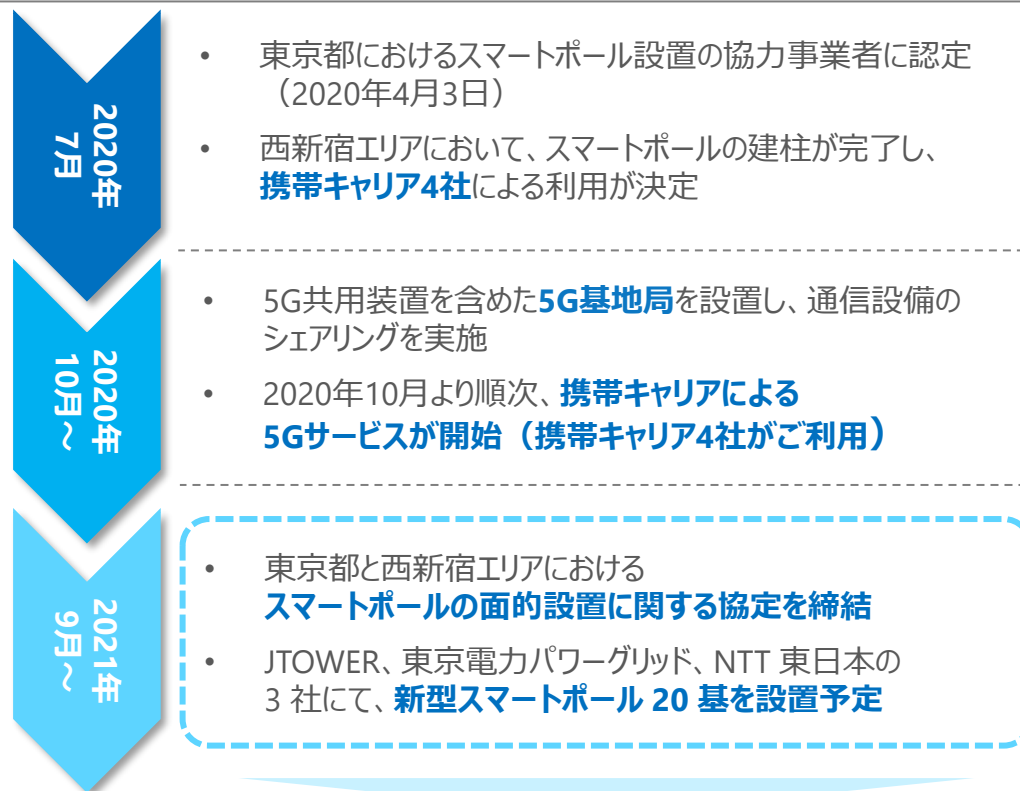 2020年
7月
• 東京都におけるスマートポール設置の協力事業者に認定
（2020年4月3日）
• 西新宿エリアにおいて、スマートポールの建柱が完了し、
携帯キャリア4社による利用が決定
2020年
10月～
• 5G共用装置を含めた5G基地局を設置し、通信設備の
シェアリングを実施
• 2020年10月より順次、携帯キャリアによる
5Gサービスが開始（携帯キャリア4社がご利用）
2021年
9月～
• 東京都と西新宿エリアにおける
スマートポールの面的設置に関する協定を締結
• JTOWER、東京電力パワーグリッド、NTT 東日本の
3 社にて、新型スマートポール 20 基を設置予定